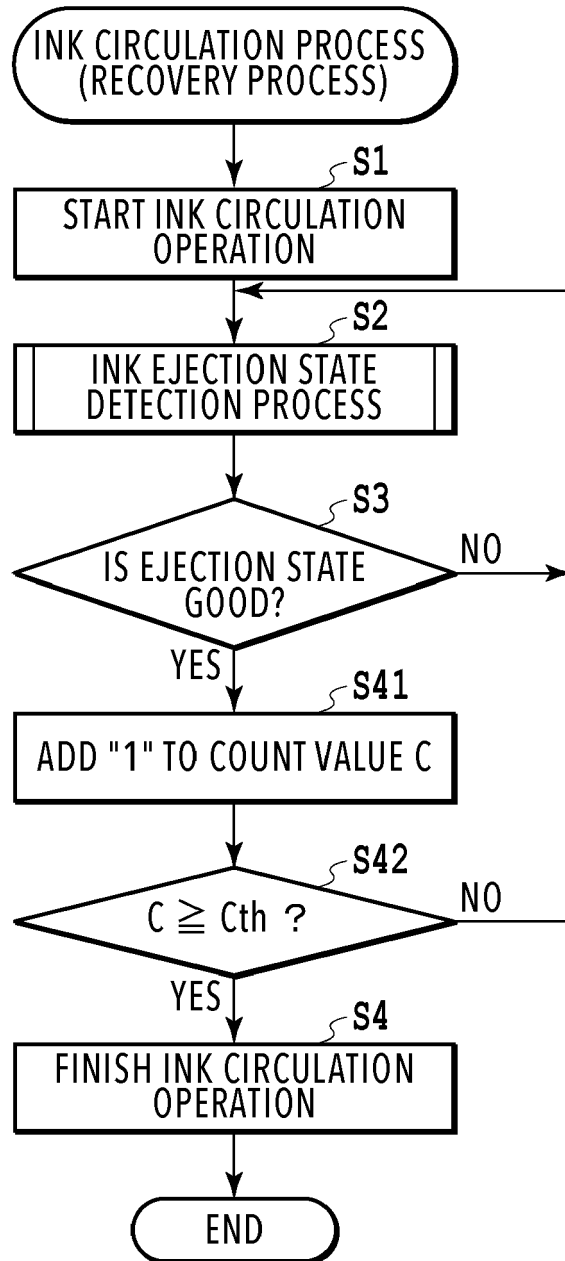 INK CIRCULATION PROCESS
(RECOVERY PROCESS)
S1
START INK CIRCULATION
OPERATION
S2
INK EJECTION STATE
DETECTION PROCESS
S3
IS EJECTION STATE
GOOD?
NO
YES
S41
ADD "1" TO COUNT VALUE C
S42
C ≧ Cth ?
NO
YES
S4
FINISH INK CIRCULATION
OPERATION
END